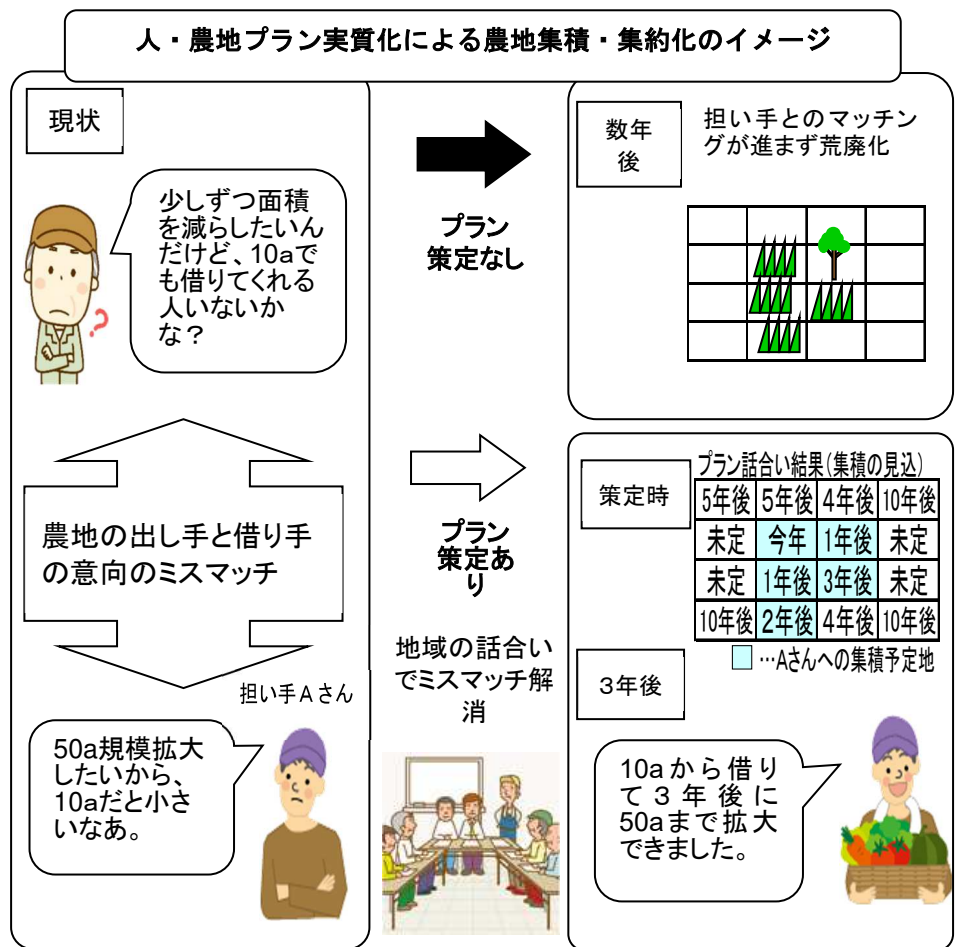 人・農地プラン実質化による農地集積・集約化のイメージ
現状
少しずつ面積
を減らしたいん
だけど、10aで
も借りてくれる
人いないか
な？
農地の出し手と借り手
の意向のミスマッチ
担い手Aさん
50a規模拡大
したいから、
10aだと小さ
いなあ。
プラン
策定なし
プラン
策定あ
り
地域の話合い
でミスマッチ解
消
数年
後
担い手とのマッチン
グが進まず荒廃化
策定時
プラン話合い結果(集積の見込)
5年後 5年後 4年後 10年後
未定 今年 1年後 未定
未定 1年後 3年後 未定
10年後 2年後 4年後 10年後
…Aさんへの集積予定地
３年後
10aから借り
て３年後に
50aまで拡大
できました。